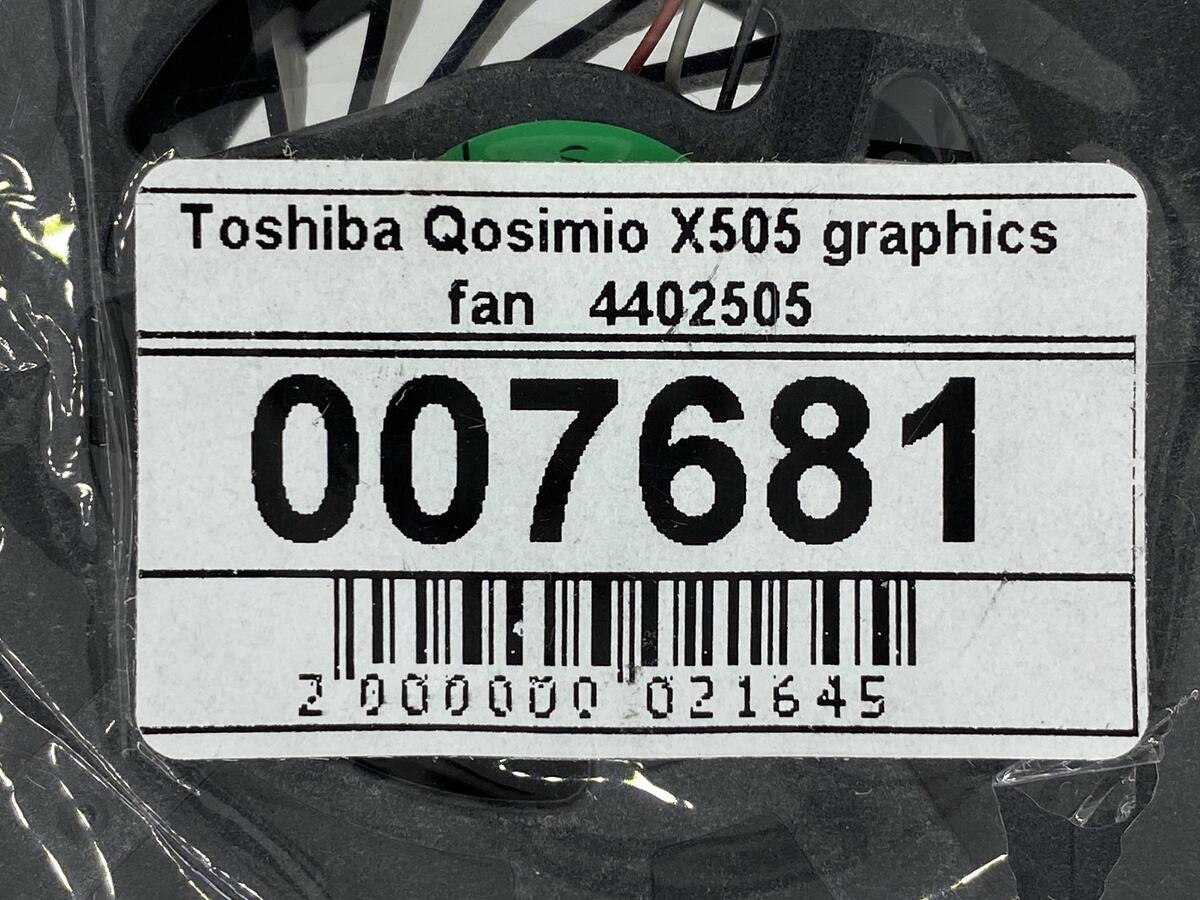 Toshiba Qosimio X505 graphics
fan 4402505
007681
2 000000 021645